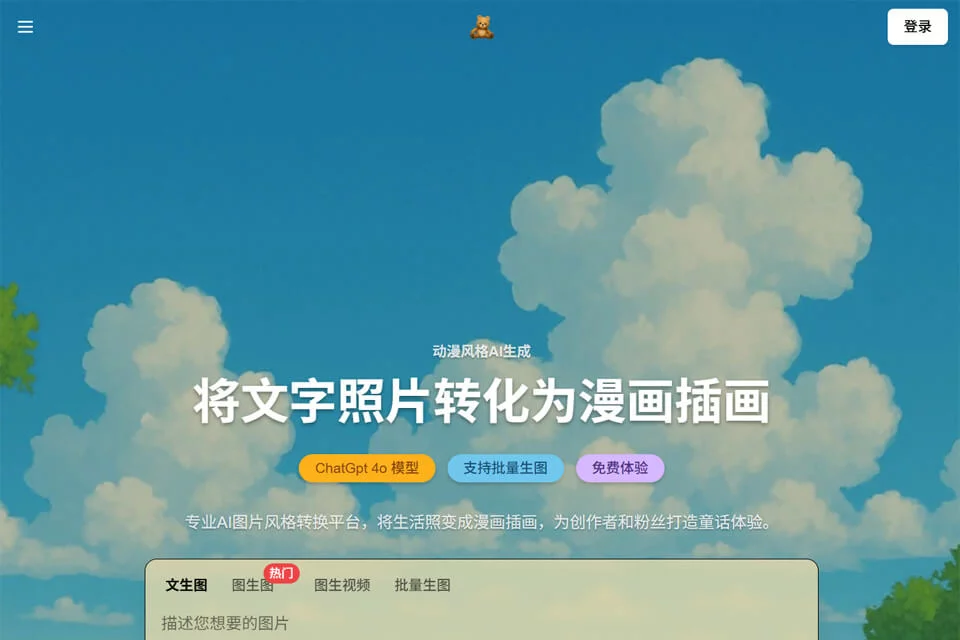 登录
动漫风格AI生成
将文字照片转化为漫画插画
ChatGpt 4o 模型
支持批量生图
免费体验
专业AI图片风格转换平台，将生活照变成漫画插画，为创作者和粉丝打造童话体验。
热门
文生图 图生图 图生视频 批量生图
描述您想要的图片